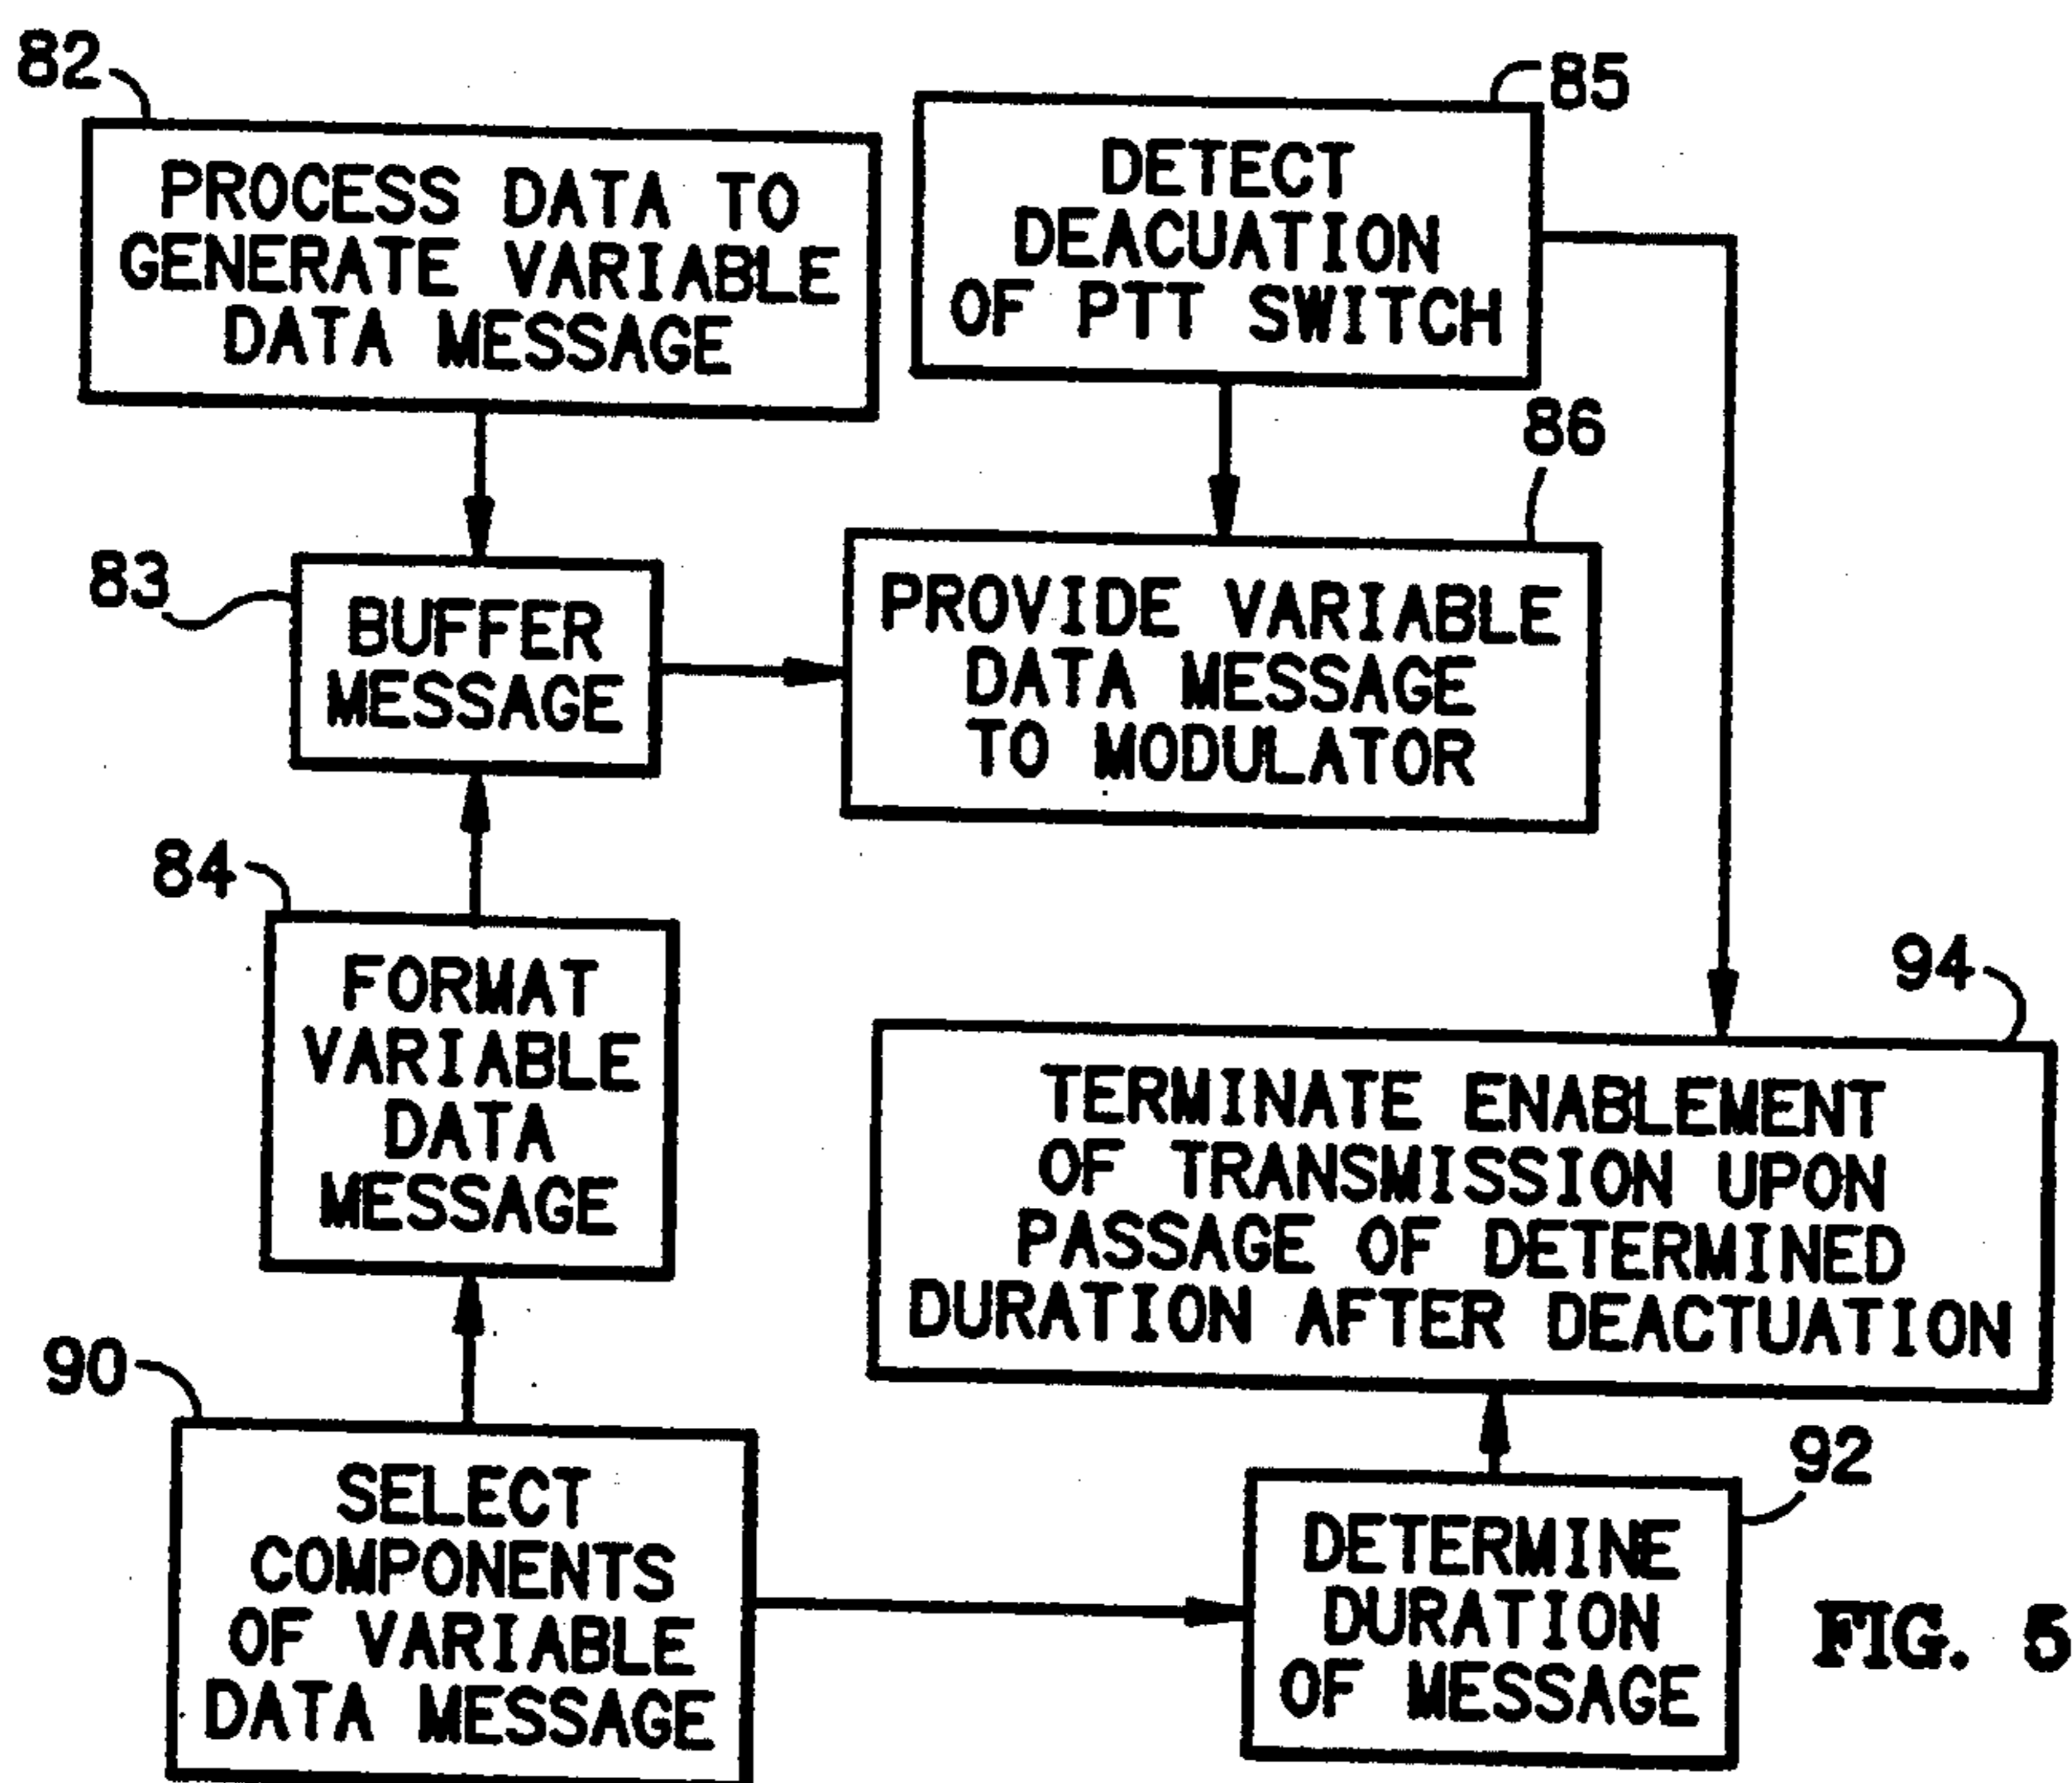 82
PROCESS DATA TO
GENERATE VARIABLE
DATA MESSAGE
85
DETECT
DEACUATION
OF PTT SWITCH
83
BUFFER
MESSAGE
86
PROVIDE VARIABLE
DATA MESSAGE
TO MODULATOR
84
FORMAT
VARIABLE
DATA
MESSAGE
94
TERMINATE ENABLEMENT
OF TRANSMISSION UPON
PASSAGE OF DETERMINED
DURATION AFTER DEACTUATION
90
SELECT
COMPONENTS
OF VARIABLE
DATA MESSAGE
92
DETERMINE
DURATION
OF MESSAGE
FIG. 5